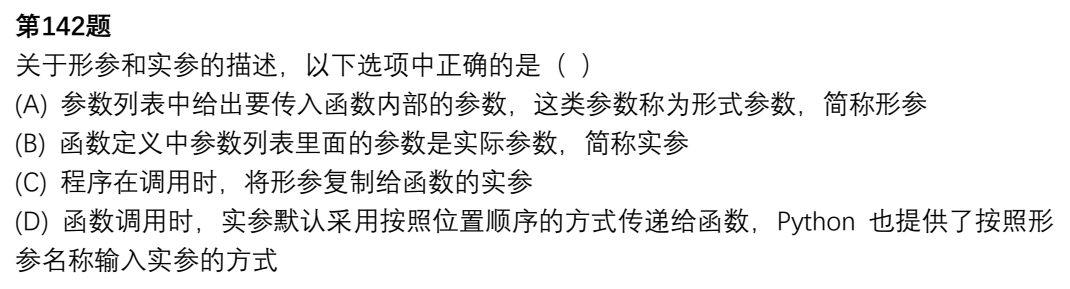 第142题
关于形参和实参的描述，以下选项中正确的是（ ）
(A) 参数列表中给出要传入函数内部的参数，这类参数称为形式参数，简称形参
(B) 函数定义中参数列表里面的参数是实际参数，简称实参
(C) 程序在调用时，将形参复制给函数的实参
(D) 函数调用时，实参默认采用按照位置顺序的方式传递给函数，Python 也提供了按照形
参名称输入实参的方式